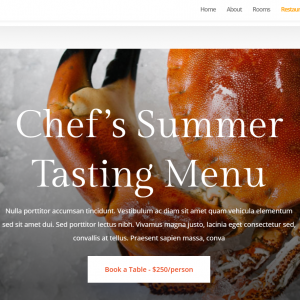 Home About Rooms Restau
Chef's Summer
Tasting Menu
Nulla porttitor accumsan tincidunt. Vestibulum ac diam sit amet quam vehicula elementum
sed sit amet dui. Sed porttitor lectus nibh. Vivamus magna justo, lacinia eget consectetur sed,
convallis at tellus. Praesent sapien massa, conva
Book a Table - $250/person